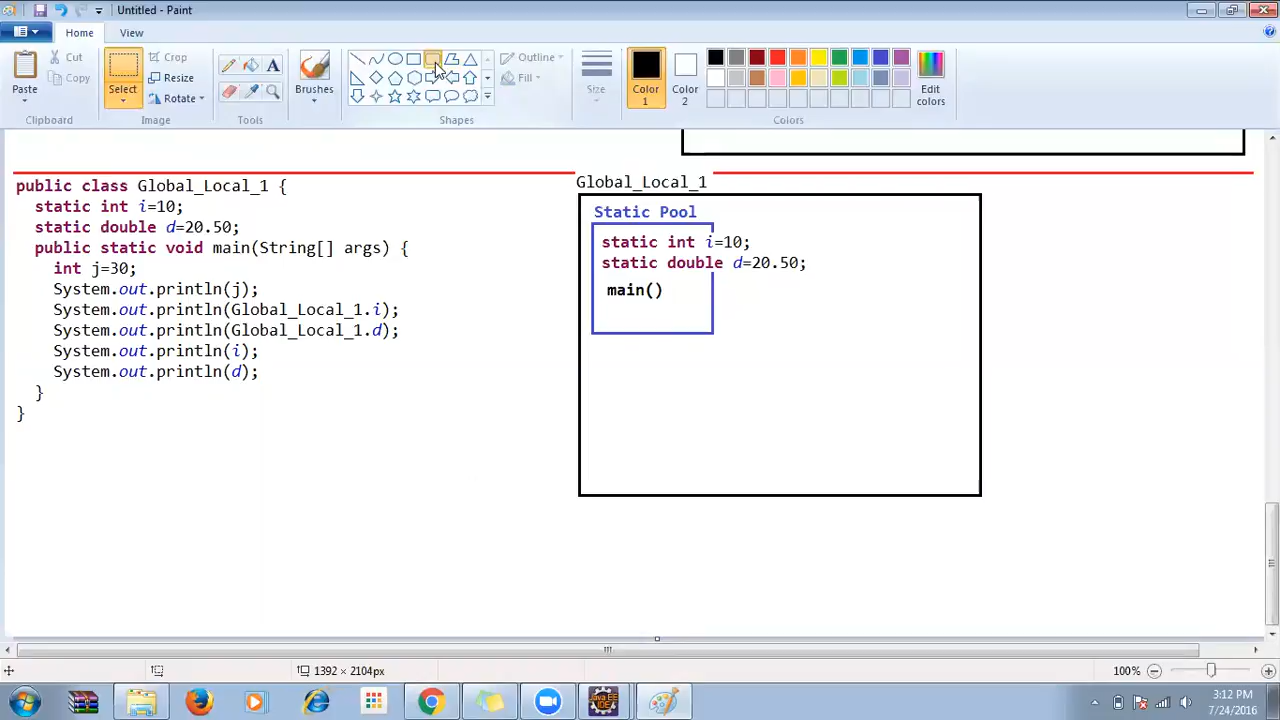 Untitled - Paint
Home
View
Paste
Cut
Copy
Clipboard
Select
Crop
Resize
Rotate
Image
Tools
Brushes
Shapes
Outline
Fill
Size
Color 1
Color 2
Edit colors
Colors
public class Global_Local_1 {
static int i=10;
static double d=20.50;
public static void main(String[] args) {
int j=30;
System.out.println(j);
System.out.println(Global_Local_1.i);
System.out.println(Global_Local_1.d);
System.out.println(i);
System.out.println(d);
}
}
Global_Local_1
Static Pool
static int i=10;
static double d=20.50;
main()
1392 × 2104px
100%
Java EE
IDE
3:12 PM
7/24/2016